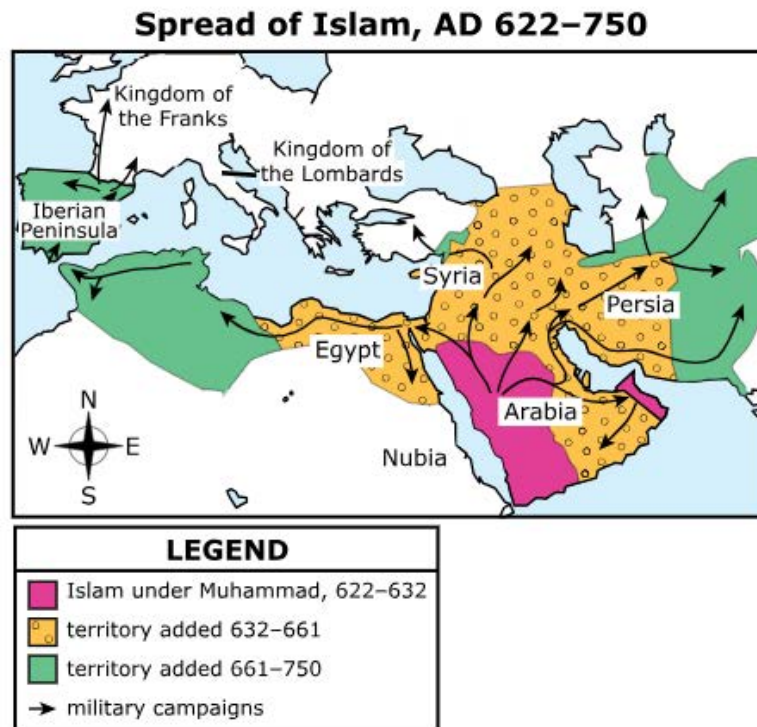 Spread of Islam, AD 622–750
Kingdom of
the Franks
Kingdom of
the Lombards
Iberian
Peninsula
Syria
Persia
Egypt
Arabia
Nubia
N
W E
S
LEGEND
Islam under Muhammad, 622–632
territory added 632–661
territory added 661–750
military campaigns